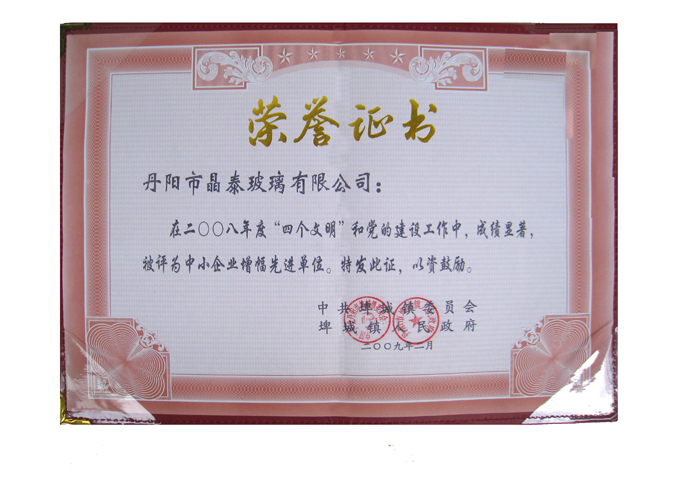 荣誉证书
丹阳市晶泰玻璃有限公司：
在二〇〇八年度“四个文明”和党的建设工作中，成绩显著，
被评为中小企业增幅先进单位。特发此证，以资鼓励。
中共埤城镇委员会
埤城镇人民政府
二〇〇九年二月